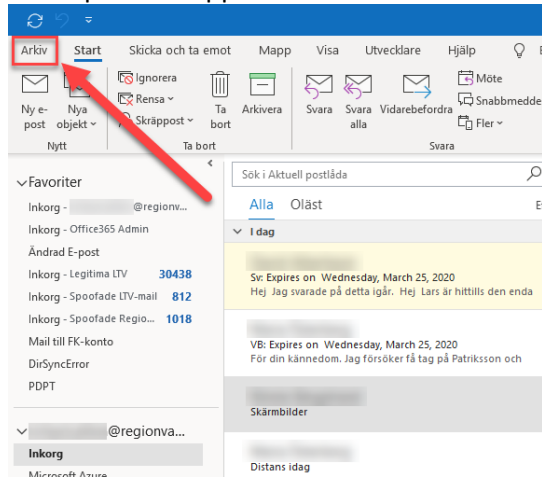 Arkiv Start Skicka och ta emot Mapp Visa Utvecklare Hjälp
Ny e-post
Nya objekt
Ignorera
Rensa
Skräppost
Ta bort
Arkivera
Svara
Svara alla
Vidarebefordra
Möte
Snabbmedde
Fler
Nytt Ta bort Svara
Favoriter
Inkorg - @regionv...
Inkorg - Office365 Admin
Ändrad E-post
Inkorg - Legitima LTV 30438
Inkorg - Spoofade LTV-mail 812
Inkorg - Spoofade Regio... 1018
Mail till FK-konto
DirSyncError
PDPT
@regionva...
Inkorg
Microsoft Azure
Sök i Aktuell postlåda
Alla Oläst
I dag
Sv: Expires on Wednesday, March 25, 2020
Hej Jag svarade på detta igår. Hej Lars är hittills den enda
VB: Expires on Wednesday, March 25, 2020
För din kännedom. Jag försöker få tag på Patriksson och
Skärmbilder
Distans idag